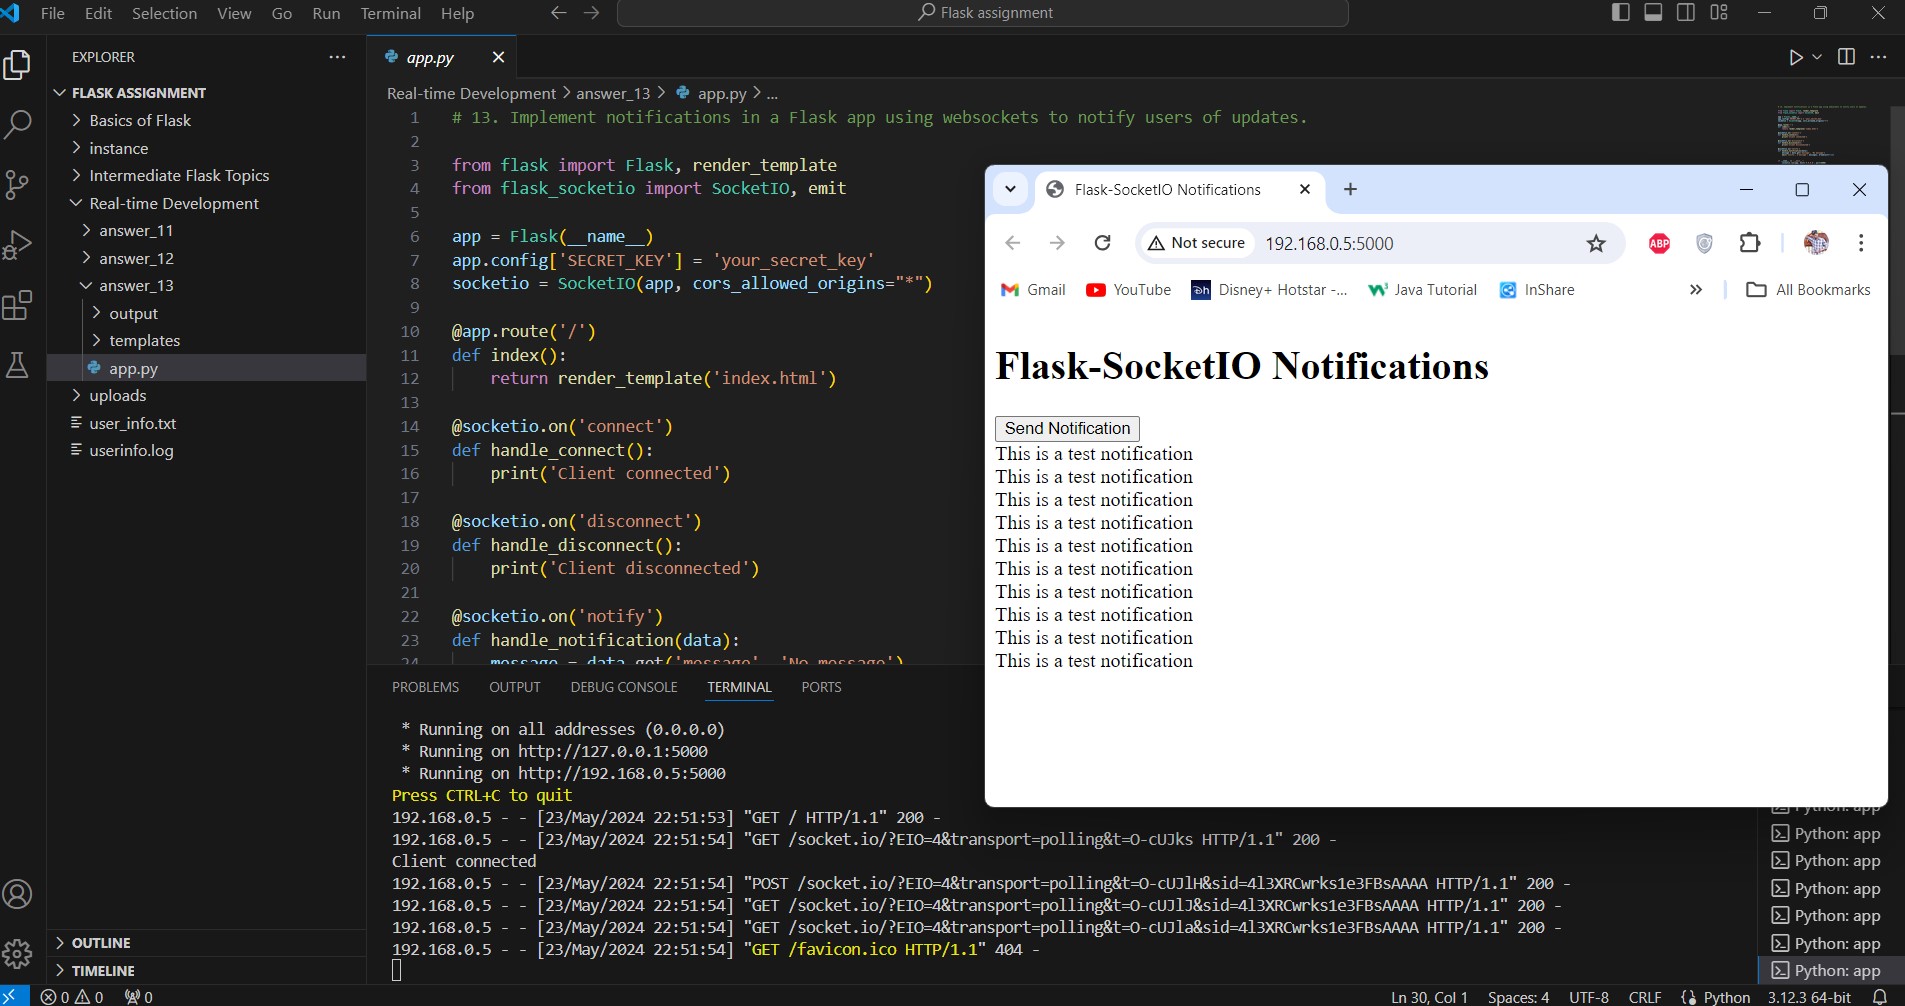 File Edit Selection View Go Run Terminal Help
Flask assignment
EXPLORER
FLASK ASSIGNMENT
Basics of Flask
instance
Intermediate Flask Topics
Real-time Development
answer_11
answer_12
answer_13
output
templates
app.py
uploads
user_info.txt
userinfo.log
OUTLINE
TIMELINE
app.py
Real-time Development > answer_13 > app.py > ...
1 # 13. Implement notifications in a Flask app using websockets to notify users of updates.
2
3 from flask import Flask, render_template
4 from flask_socketio import SocketIO, emit
5
6 app = Flask(__name__)
7 app.config['SECRET_KEY'] = 'your_secret_key'
8 socketio = SocketIO(app, cors_allowed_origins="*")
9
10 @app.route('/')
11 def index():
12 return render_template('index.html')
13
14 @socketio.on('connect')
15 def handle_connect():
16 print('Client connected')
17
18 @socketio.on('disconnect')
19 def handle_disconnect():
20 print('Client disconnected')
21
22 @socketio.on('notify')
23 def handle_notification(data):
24 message = data.get('message', 'No message')
Flask-SocketIO Notifications
Not secure 192.168.0.5:5000
ABP
Gmail YouTube Disney+ Hotstar -... Java Tutorial InShare » All Bookmarks
Flask-SocketIO Notifications
Send Notification
This is a test notification
This is a test notification
This is a test notification
This is a test notification
This is a test notification
This is a test notification
This is a test notification
This is a test notification
This is a test notification
This is a test notification
PROBLEMS OUTPUT DEBUG CONSOLE TERMINAL PORTS
* Running on all addresses (0.0.0.0)
* Running on http://127.0.0.1:5000
* Running on http://192.168.0.5:5000
Press CTRL+C to quit
192.168.0.5 - - [23/May/2024 22:51:53] "GET / HTTP/1.1" 200 -
192.168.0.5 - - [23/May/2024 22:51:54] "GET /socket.io/?EIO=4&transport=polling&t=O-cUJks HTTP/1.1" 200 -
Client connected
192.168.0.5 - - [23/May/2024 22:51:54] "POST /socket.io/?EIO=4&transport=polling&t=O-cUJlH&sid=4l3XRCwrks1e3FBsAAAA HTTP/1.1" 200 -
192.168.0.5 - - [23/May/2024 22:51:54] "GET /socket.io/?EIO=4&transport=polling&t=O-cUJlJ&sid=4l3XRCwrks1e3FBsAAAA HTTP/1.1" 200 -
192.168.0.5 - - [23/May/2024 22:51:54] "GET /socket.io/?EIO=4&transport=polling&t=O-cUJla&sid=4l3XRCwrks1e3FBsAAAA HTTP/1.1" 200 -
192.168.0.5 - - [23/May/2024 22:51:54] "GET /favicon.ico HTTP/1.1" 404 -
Python: app
Python: app
Python: app
Python: app
Python: app
Python: app
Python: app
0 0 0
Ln 30, Col 1 Spaces: 4 UTF-8 CRLF Python 3.12.3 64-bit